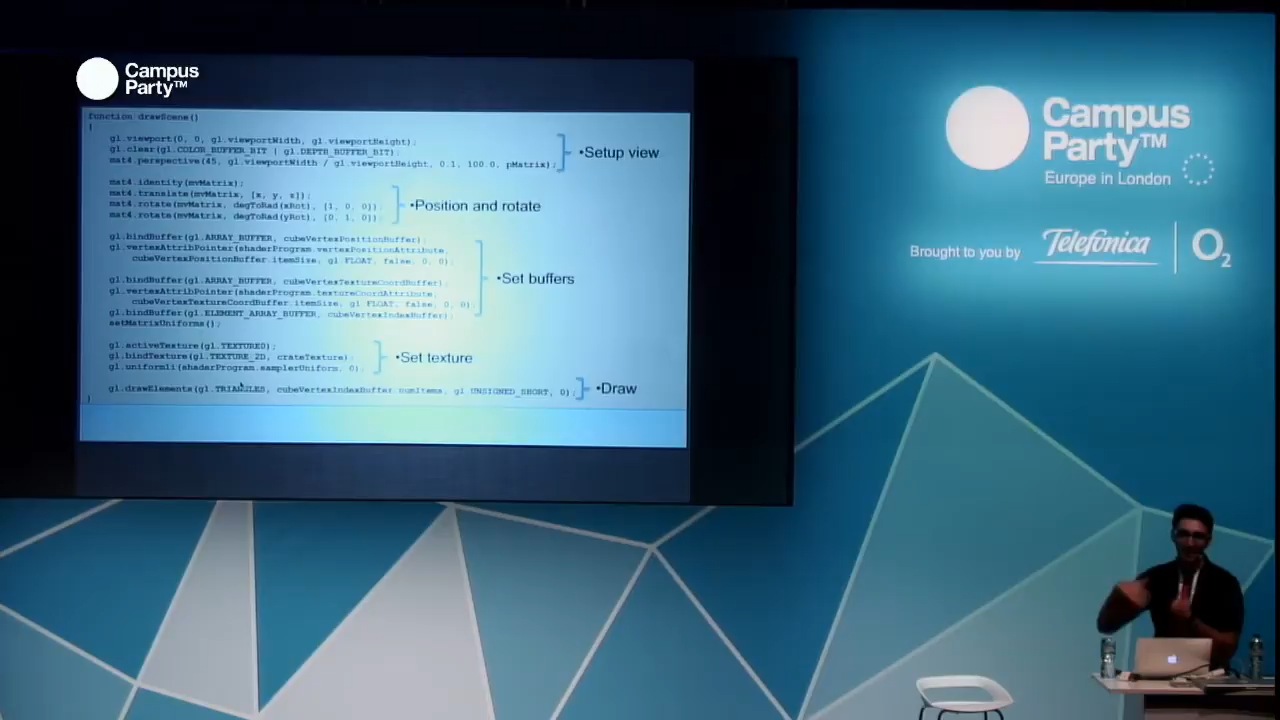 Campus
Party™
function drawScene()
{
gl.viewport(0, 0, gl.viewportWidth, gl.viewportHeight);
gl.clear(gl.COLOR_BUFFER_BIT | gl.DEPTH_BUFFER_BIT);
mat4.perspective(45, gl.viewportWidth / gl.viewportHeight, 0.1, 100.0, pMatrix);
•Setup view
mat4.identity(mvMatrix);
mat4.translate(mvMatrix, [x, y, z]);
mat4.rotate(mvMatrix, degToRad(xRot), [1, 0, 0]);
mat4.rotate(mvMatrix, degToRad(yRot), [0, 1, 0]);
•Position and rotate
gl.bindBuffer(gl.ARRAY_BUFFER, cubeVertexPositionBuffer);
gl.vertexAttribPointer(shaderProgram.vertexPositionAttribute,
cubeVertexPositionBuffer.itemSize, gl.FLOAT, false, 0, 0);
gl.bindBuffer(gl.ARRAY_BUFFER, cubeVertexTextureCoordBuffer);
gl.vertexAttribPointer(shaderProgram.textureCoordAttribute,
cubeVertexTextureCoordBuffer.itemSize, gl.FLOAT, false, 0, 0);
gl.bindBuffer(gl.ELEMENT_ARRAY_BUFFER, cubeVertexIndexBuffer);
setMatrixUniforms();
•Set buffers
gl.activeTexture(gl.TEXTURE0);
gl.bindTexture(gl.TEXTURE_2D, crateTexture);
gl.uniform1i(shaderProgram.samplerUniform, 0);
•Set texture
gl.drawElements(gl.TRIANGLES, cubeVertexIndexBuffer.numItems, gl.UNSIGNED_SHORT, 0);
•Draw
}
Campus
Party™
Europe in London
Brought to you by
Telefónica
O2